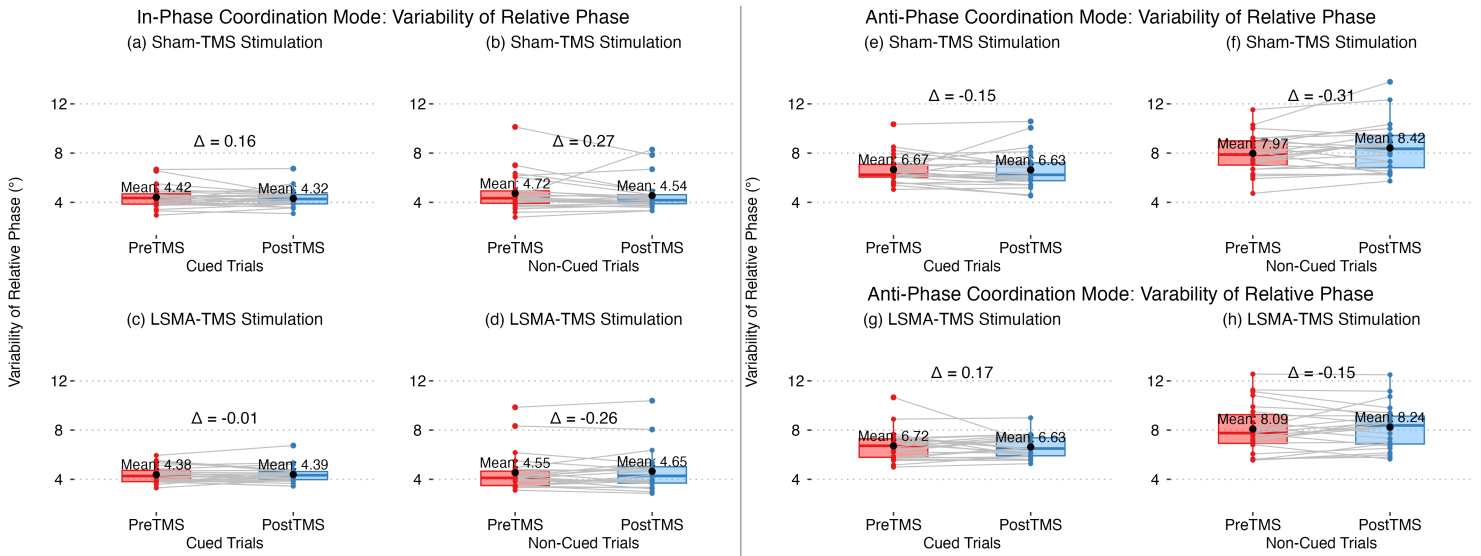 In-Phase Coordination Mode: Variability of Relative Phase
(a) Sham-TMS Stimulation
(b) Sham-TMS Stimulation
Variability of Relative Phase (°)
12
8
4
Δ = 0.16
Mean: 4.42
Mean: 4.32
PreTMS
PostTMS
Cued Trials
12
8
4
Δ = 0.27
Mean: 4.72
Mean: 4.54
PreTMS
PostTMS
Non-Cued Trials
(c) LSMA-TMS Stimulation
(d) LSMA-TMS Stimulation
12
8
4
Δ = -0.01
Mean: 4.38
Mean: 4.39
PreTMS
PostTMS
Cued Trials
12
8
4
Δ = -0.26
Mean: 4.55
Mean: 4.65
PreTMS
PostTMS
Non-Cued Trials
Anti-Phase Coordination Mode: Variability of Relative Phase
(e) Sham-TMS Stimulation
(f) Sham-TMS Stimulation
Variability of Relative Phase (°)
12
8
4
Δ = -0.15
Mean: 6.67
Mean: 6.63
PreTMS
PostTMS
Cued Trials
12
8
4
Δ = -0.31
Mean: 7.97
Mean: 8.42
PreTMS
PostTMS
Non-Cued Trials
Anti-Phase Coordination Mode: Varability of Relative Phase
(g) LSMA-TMS Stimulation
(h) LSMA-TMS Stimulation
12
8
4
Δ = 0.17
Mean: 6.72
Mean: 6.63
PreTMS
PostTMS
Cued Trials
12
8
4
Δ = -0.15
Mean: 8.09
Mean: 8.24
PreTMS
PostTMS
Non-Cued Trials